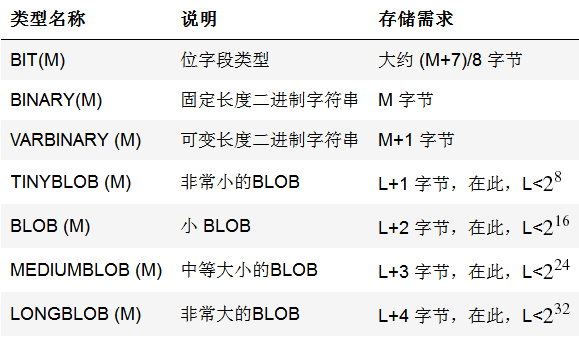 类型名称 说明 存储需求
BIT(M) 位字段类型 大约 (M+7)/8 字节
BINARY(M) 固定长度二进制字符串 M 字节
VARBINARY (M) 可变长度二进制字符串 M+1 字节
TINYBLOB (M) 非常小的BLOB L+1 字节，在此，L<2^8
BLOB (M) 小 BLOB L+2 字节，在此，L<2^16
MEDIUMBLOB (M) 中等大小的BLOB L+3 字节，在此，L<2^24
LONGBLOB (M) 非常大的BLOB L+4 字节，在此，L<2^32